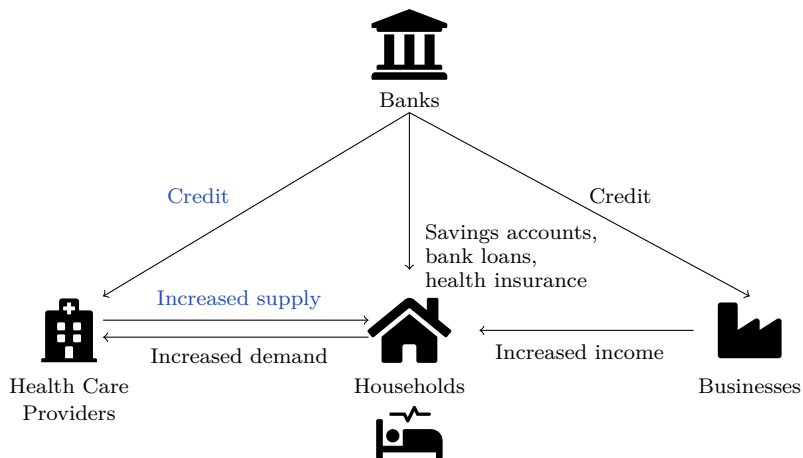 Banks
Credit
Credit
Savings accounts,
bank loans,
health insurance
Increased supply
Increased demand
Increased income
Health Care
Providers
Households
Businesses